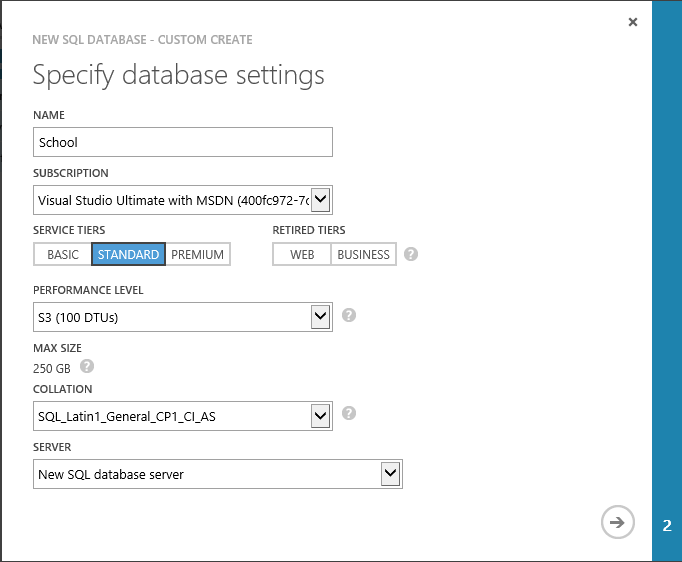 NEW SQL DATABASE - CUSTOM CREATE
Specify database settings
NAME
School
SUBSCRIPTION
Visual Studio Ultimate with MSDN (400fc972-7c
SERVICE TIERS RETIRED TIERS
BASIC STANDARD PREMIUM WEB BUSINESS ?
PERFORMANCE LEVEL
S3 (100 DTUs) ?
MAX SIZE
250 GB ?
COLLATION
SQL_Latin1_General_CP1_CI_AS ?
SERVER
New SQL database server
2